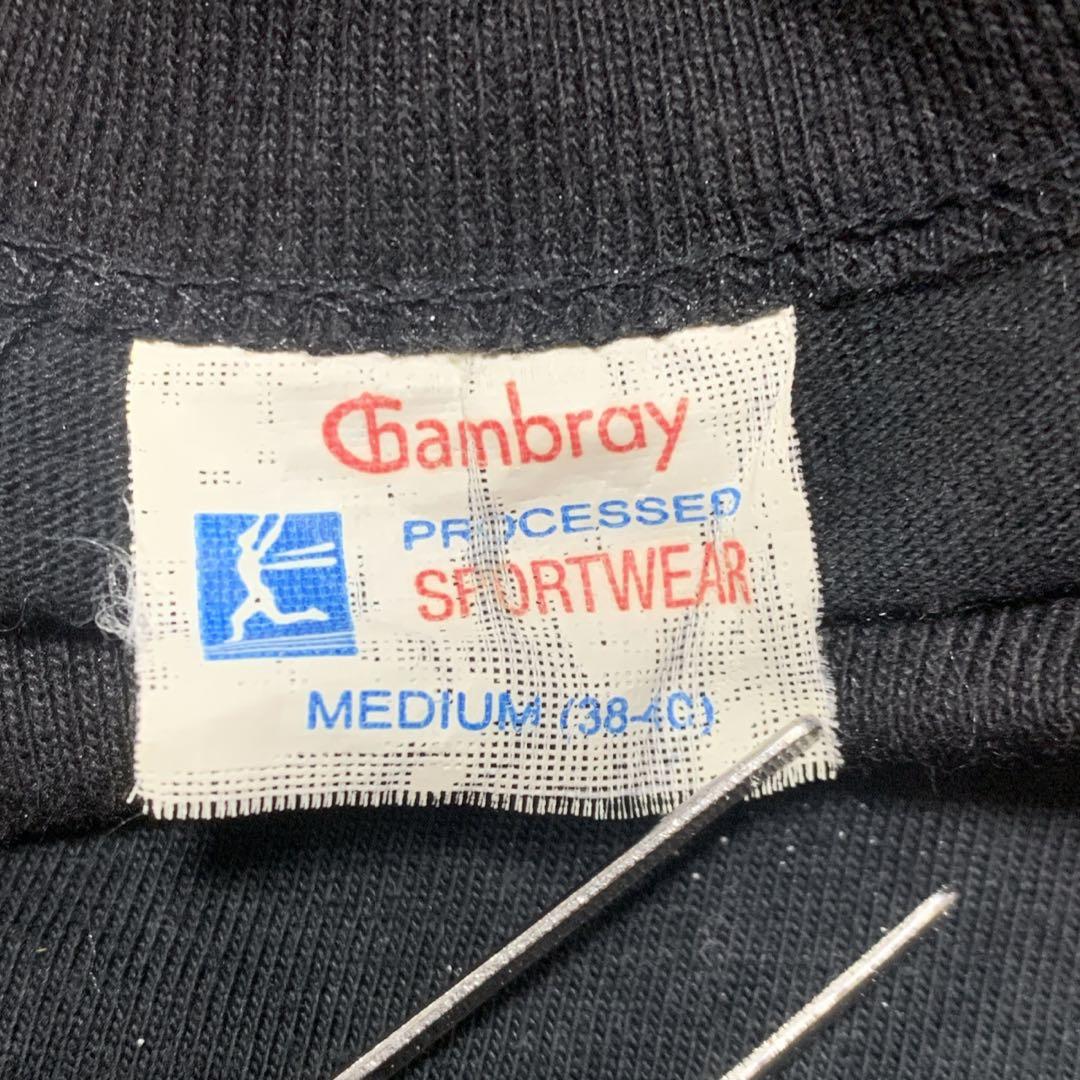 Chambray
PROCESSED
SPORTWEAR
MEDIUM (38-40)